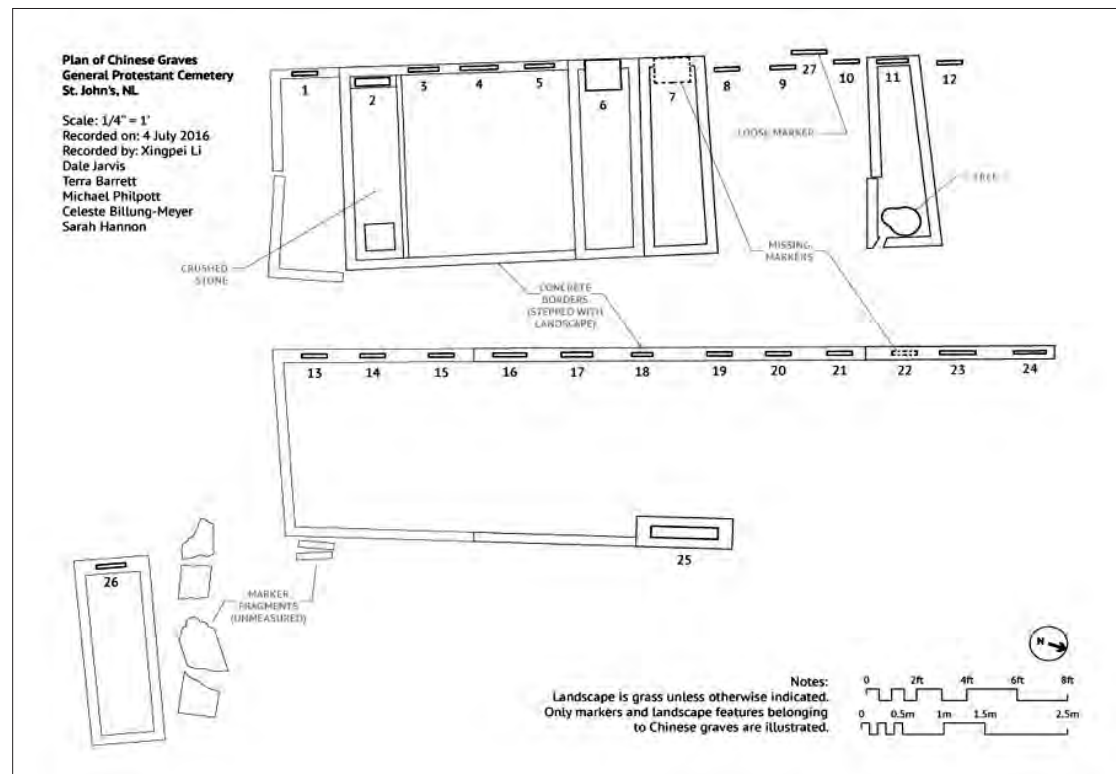 Plan of Chinese Graves
General Protestant Cemetery
St. John's, NL
Scale: 1/4" = 1'
Recorded on: 4 July 2016
Recorded by: Xingpei Li
Dale Jarvis
Terra Barrett
Michael Philpott
Celeste Billung-Meyer
Sarah Hannon
1
2
3
4
5
6
7
8
9
27
10
11
12
LOOSE MARKER
TREE
CRUSHED
STONE
MISSING
MARKERS
CONCRETE
BORDERS
(STEPPED WITH
LANDSCAPE)
13
14
15
16
17
18
19
20
21
22
23
24
25
26
MARKER
FRAGMENTS
(UNMEASURED)
N
Notes:
Landscape is grass unless otherwise indicated.
Only markers and landscape features belonging
to Chinese graves are illustrated.
0 2ft 4ft 6ft 8ft
0 0.5m 1m 1.5m 2.5m